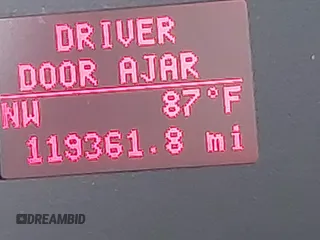 DRIVER
DOOR AJAR
NW 87°F
119361.8 mi
DREAMBID